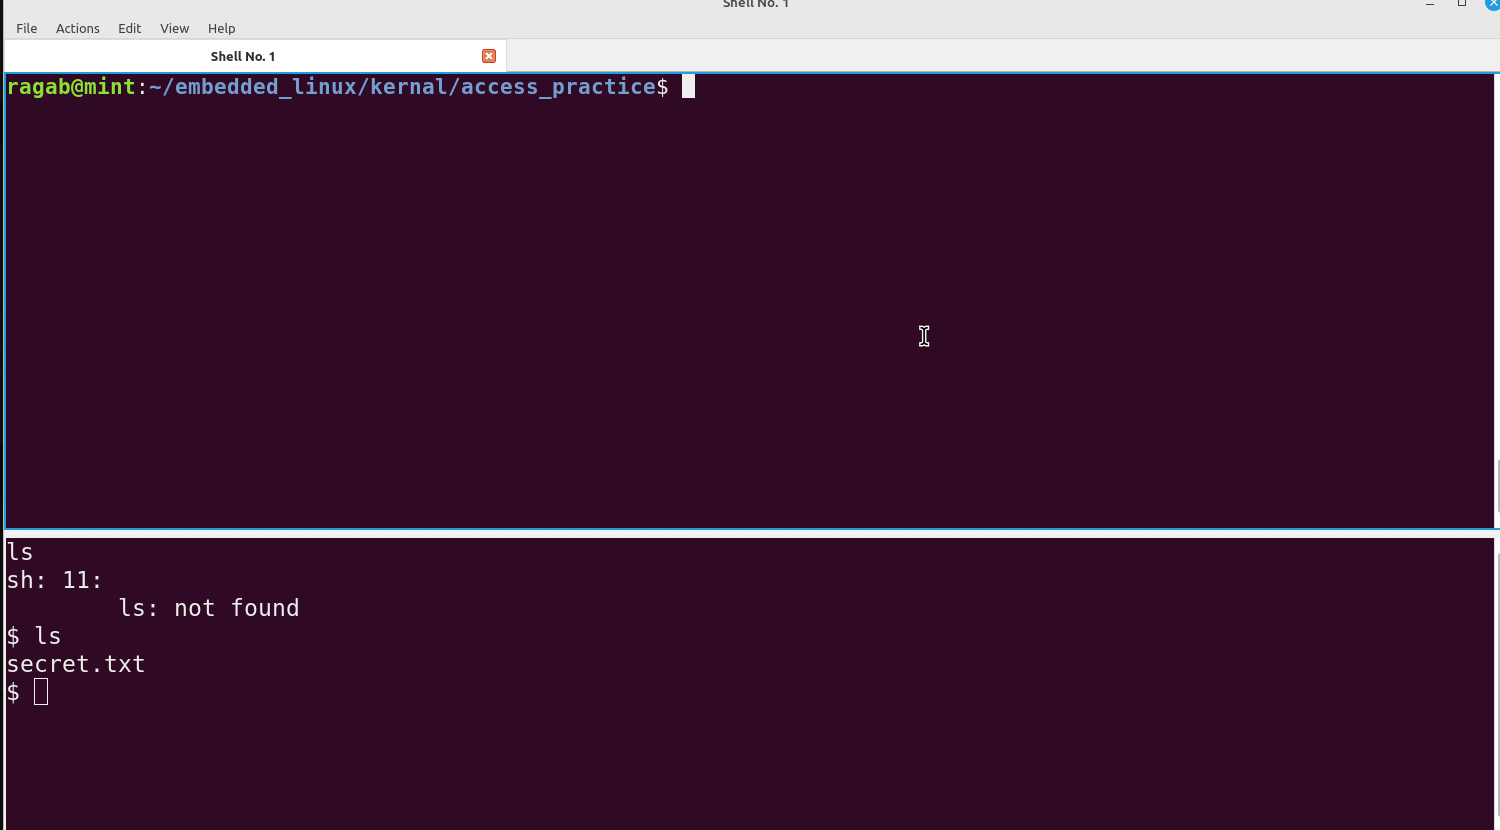 Shell No. 1
File Actions Edit View Help
Shell No. 1
ragab@mint:~/embedded_linux/kernal/access_practice$
ls
sh: 11:
ls: not found
$ ls
secret.txt
$